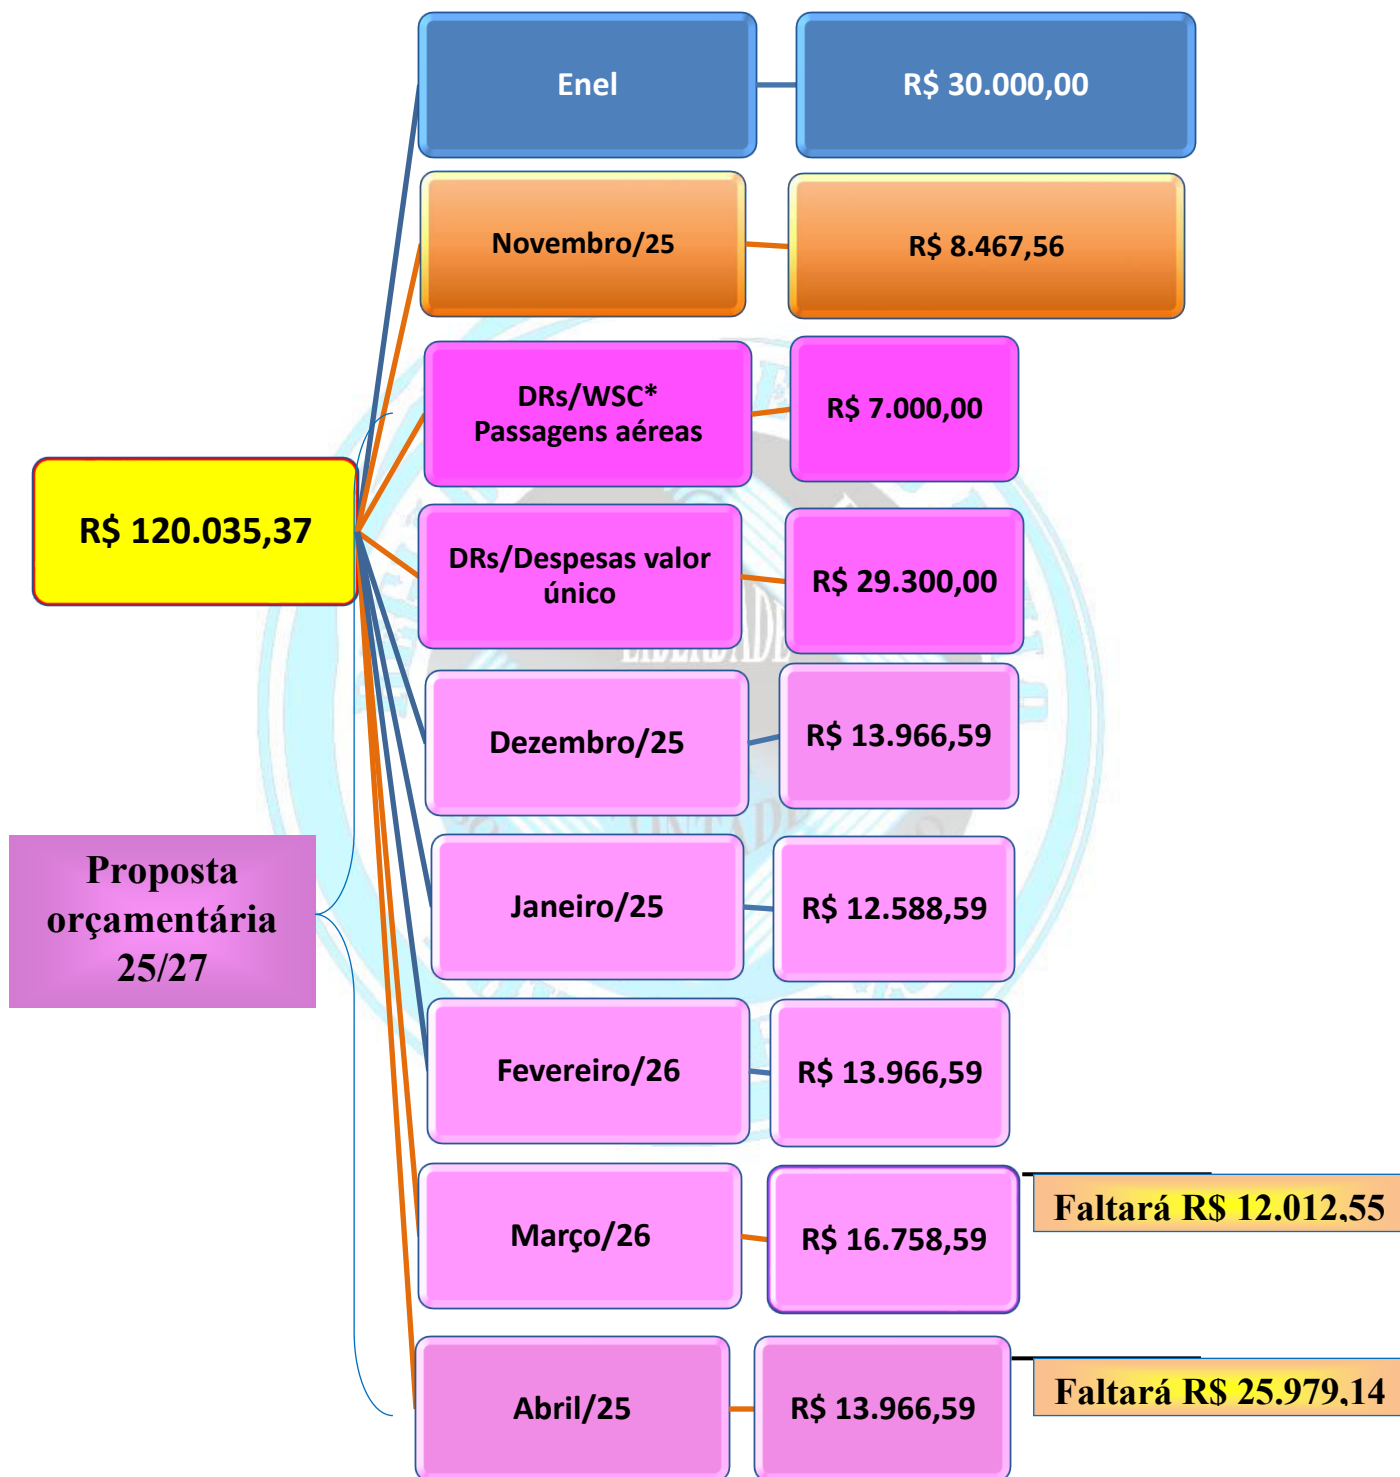 Enel
R$ 30.000,00
Novembro/25
R$ 8.467,56
DRs/WSC*
Passagens aéreas
R$ 7.000,00
R$ 120.035,37
DRs/Despesas valor
único
R$ 29.300,00
Dezembro/25
R$ 13.966,59
Proposta
orçamentária
25/27
Janeiro/25
R$ 12.588,59
Fevereiro/26
R$ 13.966,59
Março/26
R$ 16.758,59
Faltará R$ 12.012,55
Abril/25
R$ 13.966,59
Faltará R$ 25.979,14